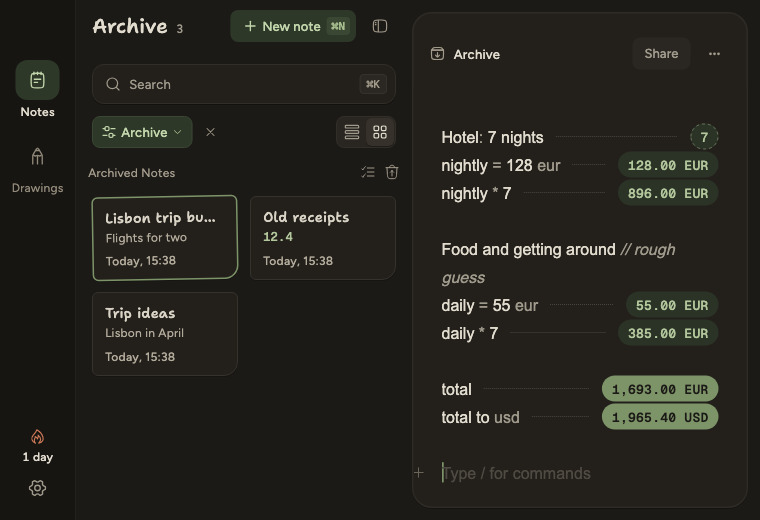 Archive 3
New note ⌘N
Notes
Drawings
1 day
Search ⌘K
Archive
Archived Notes
Lisbon trip bu...
Flights for two
Today, 15:38
Old receipts
12.4
Today, 15:38
Trip ideas
Lisbon in April
Today, 15:38
Archive
Share
Hotel: 7 nights 7
nightly = 128 eur 128.00 EUR
nightly * 7 896.00 EUR
Food and getting around // rough
guess
daily = 55 eur 55.00 EUR
daily * 7 385.00 EUR
total 1,693.00 EUR
total to usd 1,965.40 USD
Type / for commands